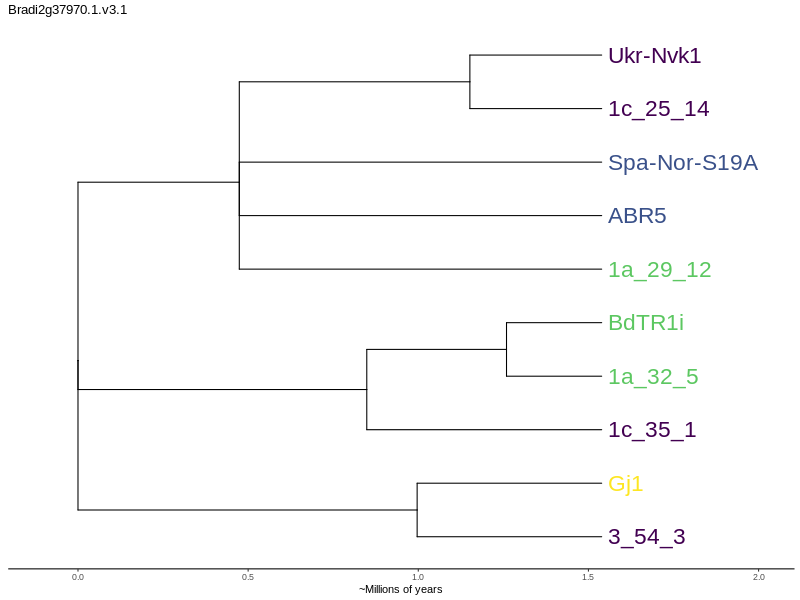 Bradi2g37970.1.v3.1
Ukr-Nvk1
1c_25_14
Spa-Nor-S19A
ABR5
1a_29_12
BdTR1i
1a_32_5
1c_35_1
Gj1
3_54_3
0.0 0.5 1.0 1.5 2.0
~Millions of years